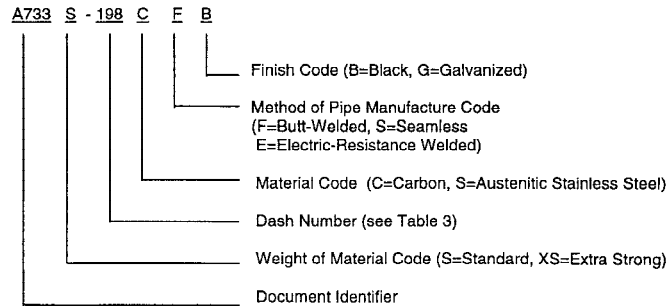 A733 S - 198 C F B
Finish Code (B=Black, G=Galvanized)
Method of Pipe Manufacture Code
(F=Butt-Welded, S=Seamless
E=Electric-Resistance Welded)
Material Code (C=Carbon, S=Austenitic Stainless Steel)
Dash Number (see Table 3)
Weight of Material Code (S=Standard, XS=Extra Strong)
Document Identifier